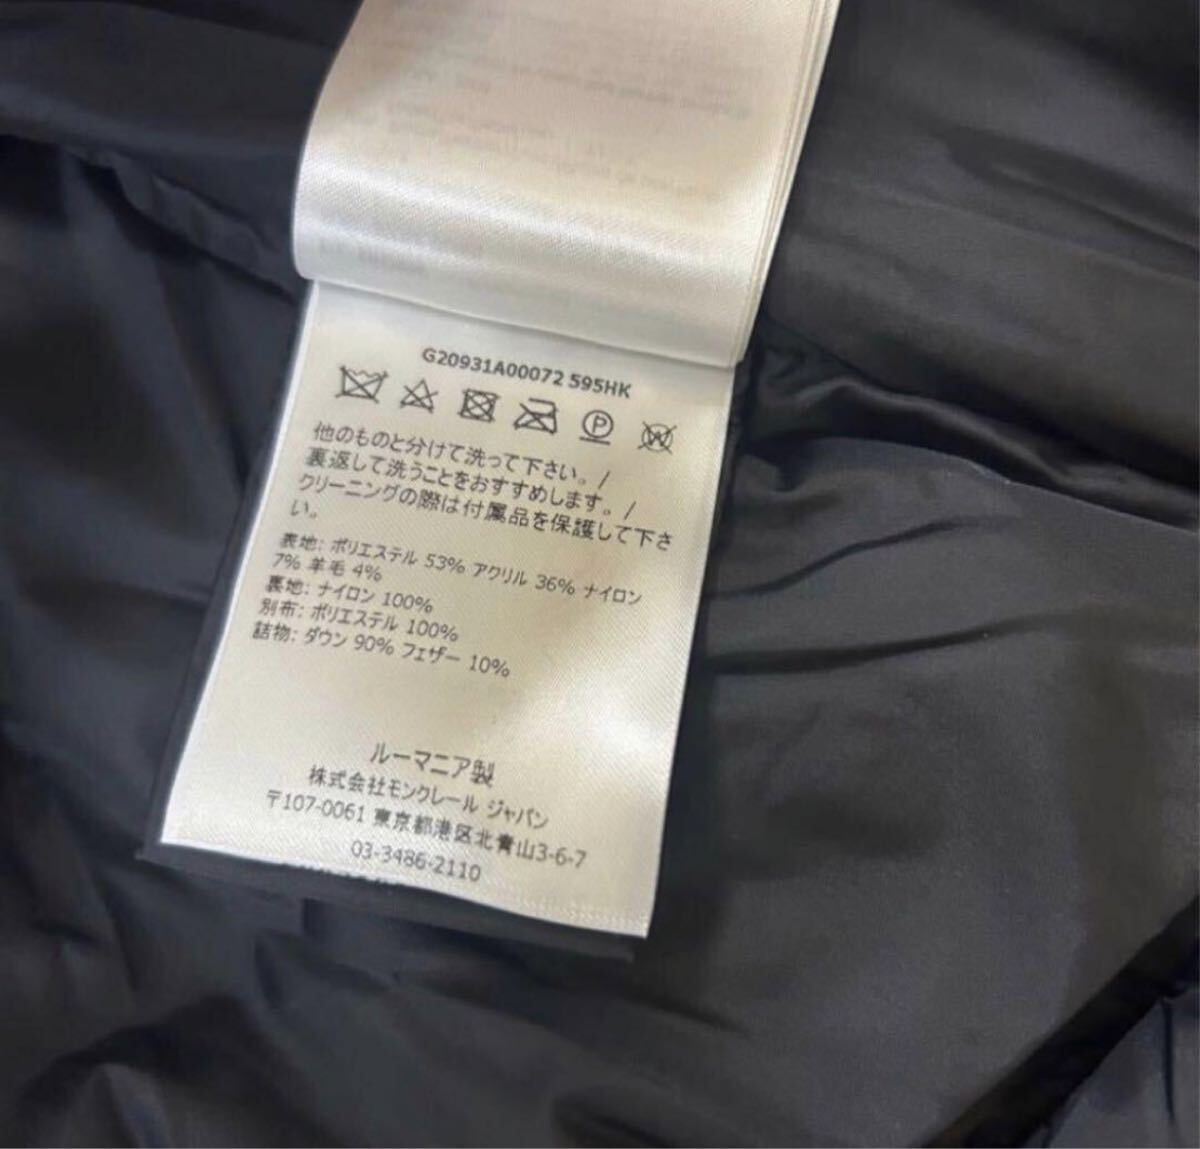 G20931A00072 595HK
P
W
他のものと分けて洗って下さい。/
裏返して洗うことをおすすめします。/
クリーニングの際は付属品を保護して下さ
い。
表地: ポリエステル 53% アクリル 36% ナイロン
7% 羊毛 4%
裏地: ナイロン 100%
別布: ポリエステル 100%
詰物: ダウン 90% フェザー 10%
ルーマニア製
株式会社モンクレール ジャパン
〒107-0061 東京都港区北青山3-6-7
03-3486-2110